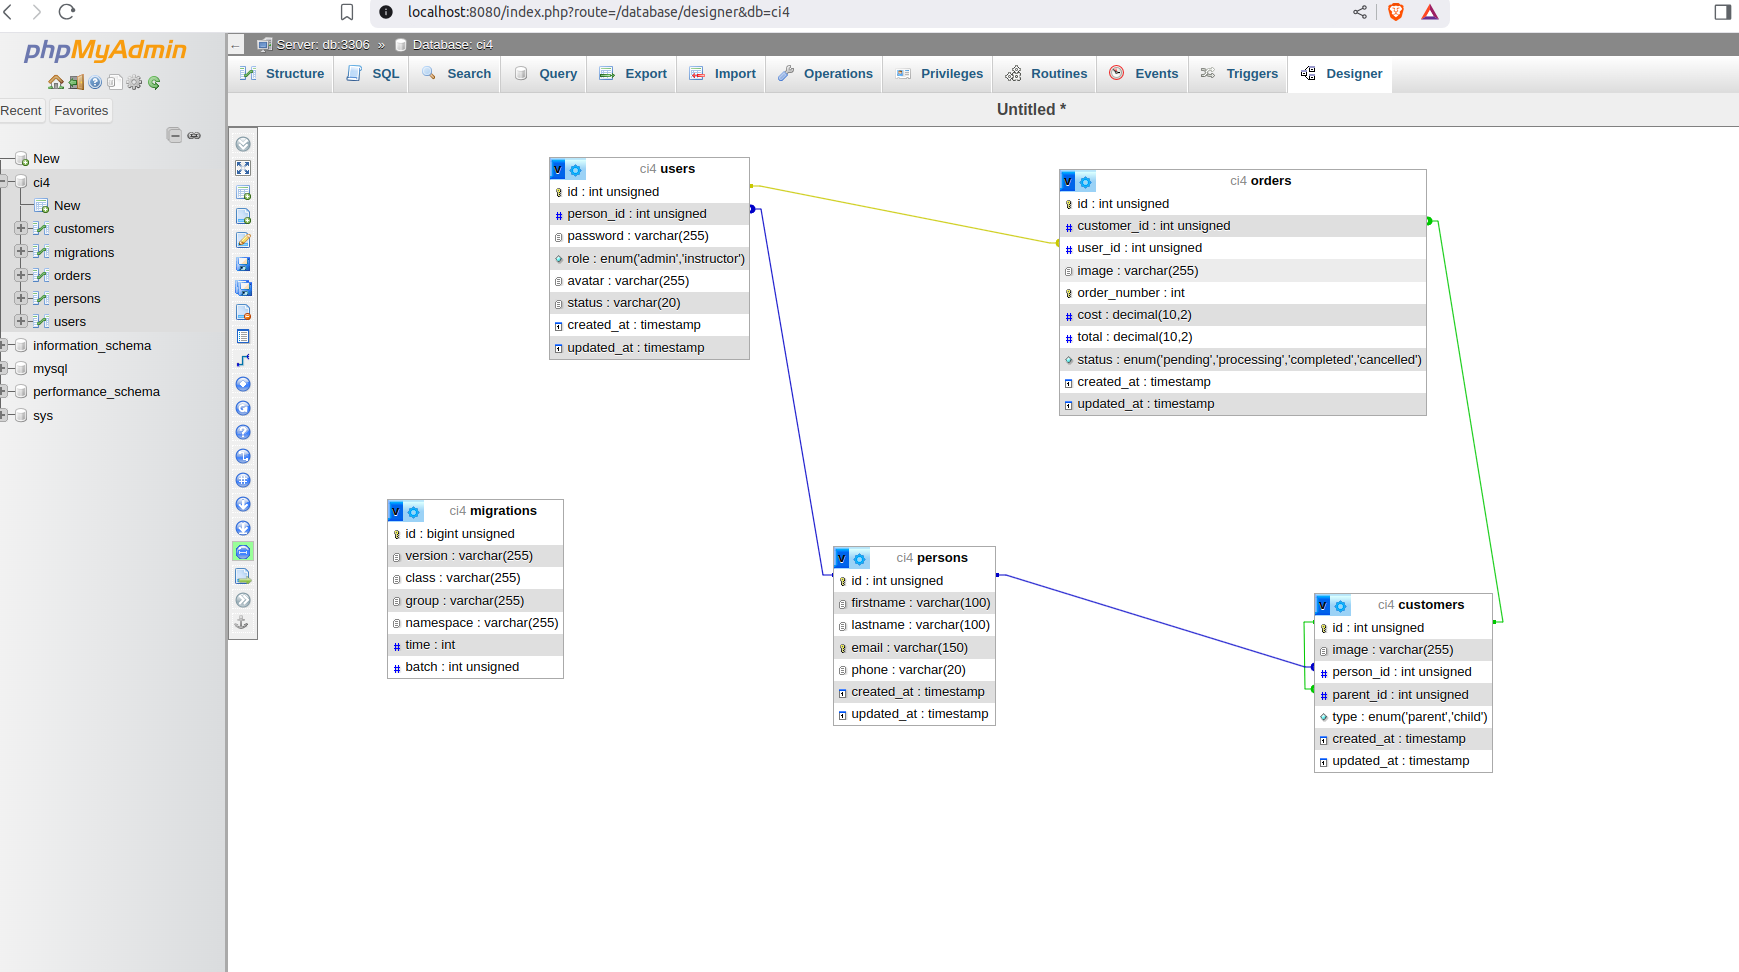 localhost:8080/index.php?route=/database/designer&db=ci4
phpMyAdmin
Recent
Favorites
New
ci4
New
customers
migrations
orders
persons
users
information_schema
mysql
performance_schema
sys
← Server: db:3306 » Database: ci4
Structure SQL Search Query Export Import Operations Privileges Routines Events Triggers Designer
Untitled *
V ci4 users
id : int unsigned
person_id : int unsigned
password : varchar(255)
role : enum('admin','instructor')
avatar : varchar(255)
status : varchar(20)
created_at : timestamp
updated_at : timestamp
V ci4 orders
id : int unsigned
customer_id : int unsigned
user_id : int unsigned
image : varchar(255)
order_number : int
cost : decimal(10,2)
total : decimal(10,2)
status : enum('pending','processing','completed','cancelled')
created_at : timestamp
updated_at : timestamp
V ci4 migrations
id : bigint unsigned
version : varchar(255)
class : varchar(255)
group : varchar(255)
namespace : varchar(255)
time : int
batch : int unsigned
V ci4 persons
id : int unsigned
firstname : varchar(100)
lastname : varchar(100)
email : varchar(150)
phone : varchar(20)
created_at : timestamp
updated_at : timestamp
V ci4 customers
id : int unsigned
image : varchar(255)
person_id : int unsigned
parent_id : int unsigned
type : enum('parent','child')
created_at : timestamp
updated_at : timestamp